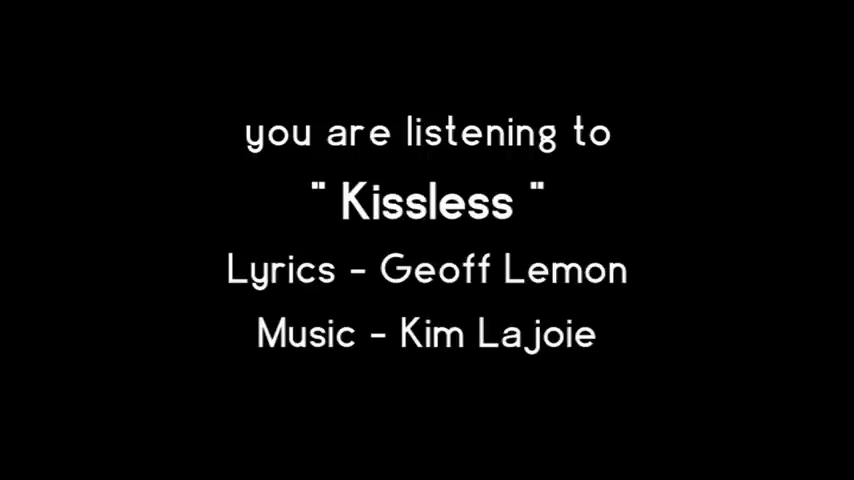 you are listening to
" Kissless "
Lyrics - Geoff Lemon
Music - Kim Lajoie